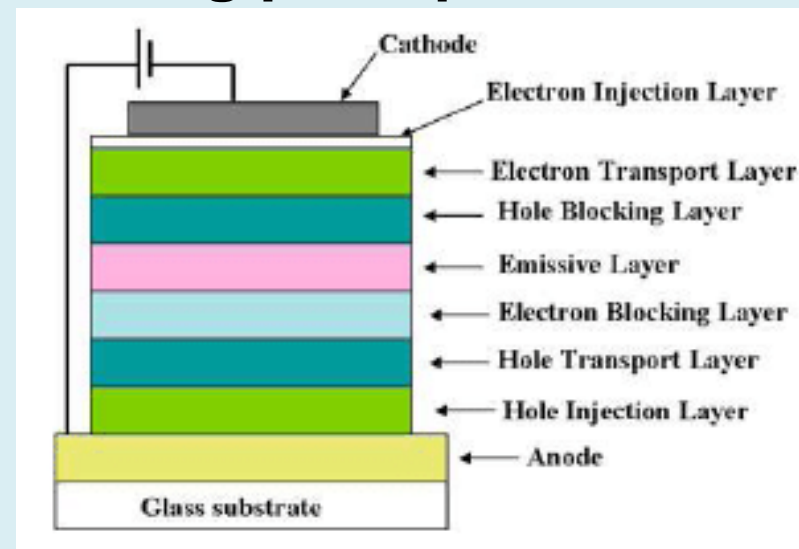 Cathode
Electron Injection Layer
Electron Transport Layer
Hole Blocking Layer
Emissive Layer
Electron Blocking Layer
Hole Transport Layer
Hole Injection Layer
Anode
Glass substrate